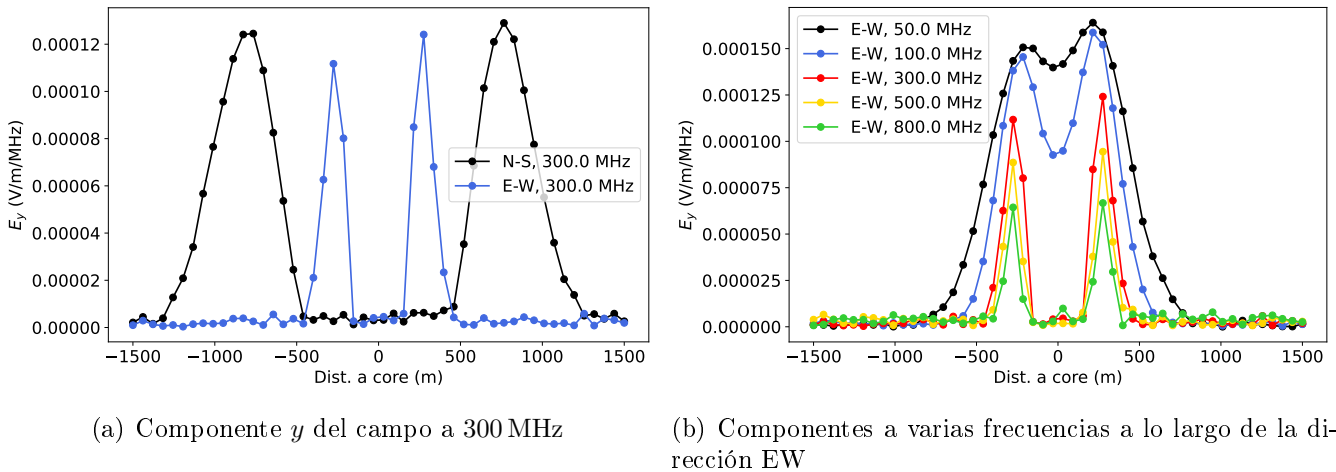 0.00012
0.00010
0.00008
0.00006
0.00004
0.00002
0.00000
E_y (V/m/MHz)
N-S, 300.0 MHz
E-W, 300.0 MHz
−1500 −1000 −500 0 500 1000 1500
Dist. a core (m)
(a) Componente y del campo a 300 MHz
0.000150
0.000125
0.000100
0.000075
0.000050
0.000025
0.000000
E_y (V/m/MHz)
E-W, 50.0 MHz
E-W, 100.0 MHz
E-W, 300.0 MHz
E-W, 500.0 MHz
E-W, 800.0 MHz
−1500 −1000 −500 0 500 1000 1500
Dist. a core (m)
(b) Componentes a varias frecuencias a lo largo de la di-
rección EW